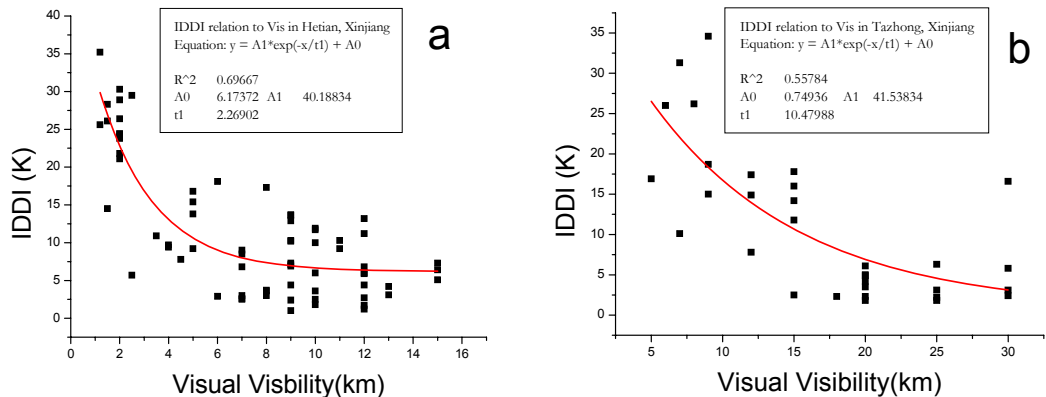 IDDI relation to Vis in Hetian, Xinjiang
Equation: y = A1*exp(-x/t1) + A0
R^2 0.69667
A0 6.17372 A1 40.18834
t1 2.26902
a
40
35
30
25
20
15
10
5
0
IDDI (K)
0 2 4 6 8 10 12 14 16
Visual Visbility(km)
IDDI relation to Vis in Tazhong, Xinjiang
Equation: y = A1*exp(-x/t1) + A0
R^2 0.55784
A0 0.74936 A1 41.53834
t1 10.47988
b
35
30
25
20
15
10
5
0
IDDI (K)
5 10 15 20 25 30
Visual Visibility(km)